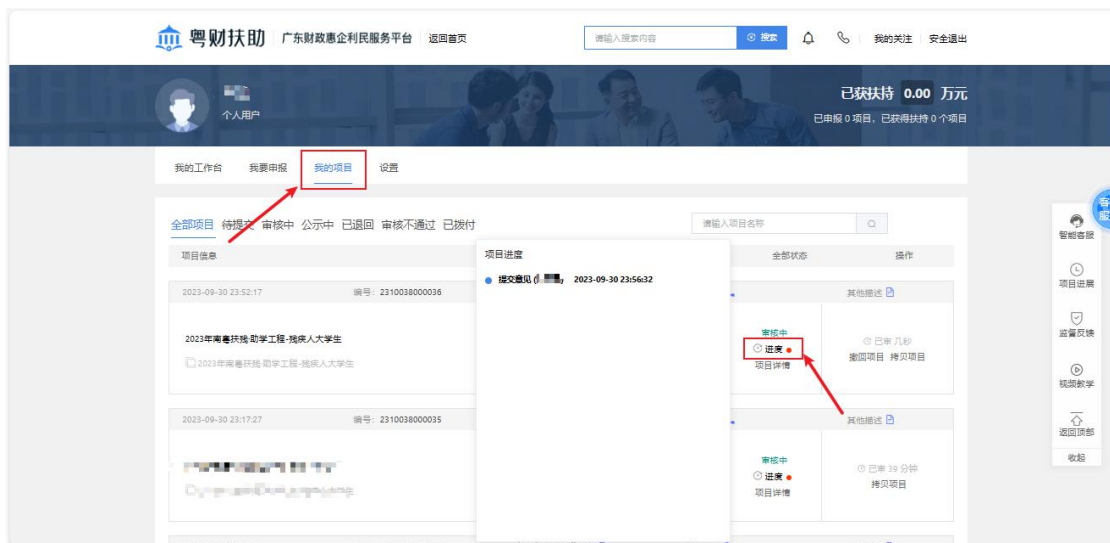 粤财扶助 广东财政惠企利民服务平台 返回首页 请输入搜索内容 搜索 我的关注 安全退出
个人用户
已获扶持 0.00 万元
已申报 0 项目，已获得扶持 0 个项目
我的工作台 我要申报 我的项目 设置
全部项目 待提交 审核中 公示中 已退回 审核不通过 已拨付 请输入项目名称
项目信息 全部状态 操作
项目进度
提交意见 2023-09-30 23:56:32
2023-09-30 23:52:17 编号：2310038000036 其他描述
2023年南粤扶残·助学工程-残疾人大学生
2023年南粤扶残·助学工程-残疾人大学生
审核中
进度
项目详情
已审 几秒
撤回项目 拷贝项目
2023-09-30 23:17:27 编号：2310038000035 其他描述
审核中
进度
项目详情
已审 39 分钟
拷贝项目
客服
智能客服
项目进展
监督反馈
视频教学
返回顶部
收起